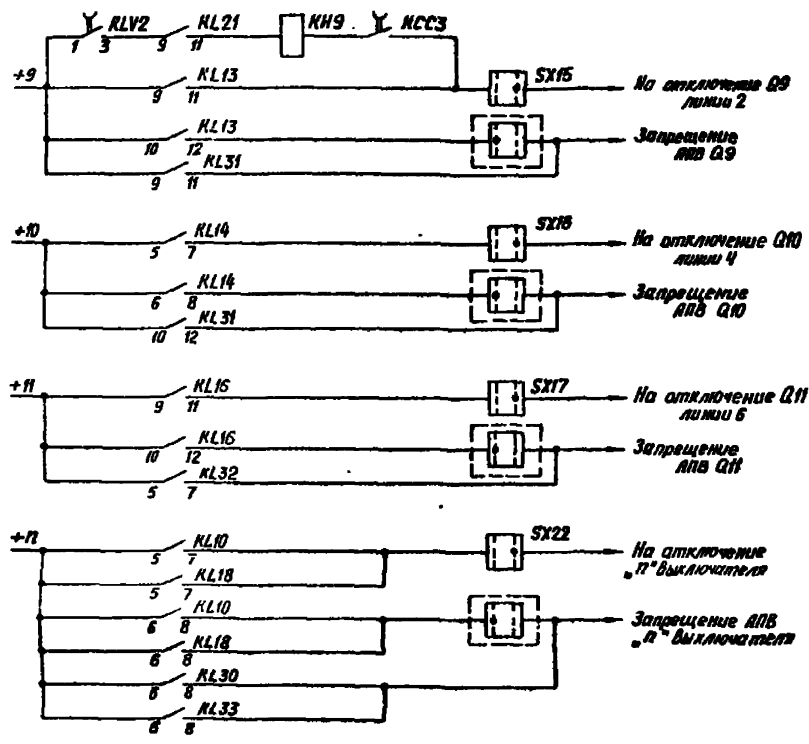 KLV2 KL21 KH9 KCC3
1 3 9 11
+9 KL13 SX15 На отключение Q9
9 11 линии 2
KL13 Запрещение
10 12 АПВ Q9
KL31
9 11
+10 KL14 SX16 На отключение Q10
5 7 линии 4
KL14 Запрещение
6 8 АПВ Q10
KL31
10 12
+11 KL16 SX17 На отключение Q11
9 11 линии 6
KL16 Запрещение
10 12 АПВ Q11
KL32
5 7
+n KL10 SX22 На отключение
5 7 „п" выключателя
KL18
5 7
KL10 Запрещение АПВ
6 8 „п" выключателя
KL18
6 8
KL30
6 8
KL33
6 8